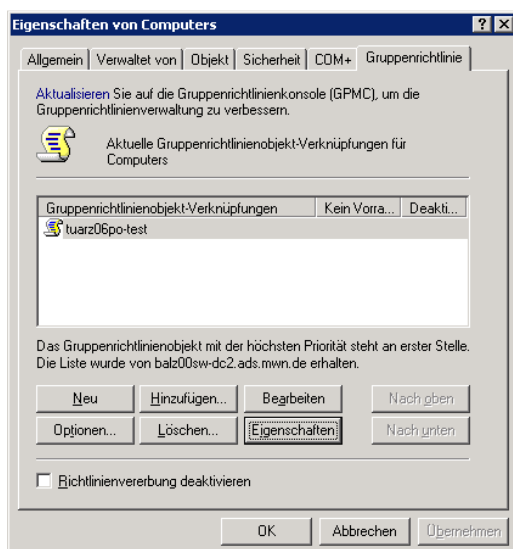 Eigenschaften von Computers
Allgemein Verwaltet von Objekt Sicherheit COM+ Gruppenrichtlinie
Aktualisieren Sie auf die Gruppenrichtlinienkonsole (GPMC), um die
Gruppenrichtlinienverwaltung zu verbessern.
Aktuelle Gruppenrichtlinienobjekt-Verknüpfungen für
Computers
Gruppenrichtlinienobjekt-Verknüpfungen Kein Vorra... Deakti...
tuarz06po-test
Das Gruppenrichtlinienobjekt mit der höchsten Priorität steht an erster Stelle.
Die Liste wurde von balz00sw-dc2.ads.mwn.de erhalten.
Neu Hinzufügen... Bearbeiten Nach oben
Optionen... Löschen... Eigenschaften Nach unten
Richtlinienvererbung deaktivieren
OK Abbrechen Übernehmen